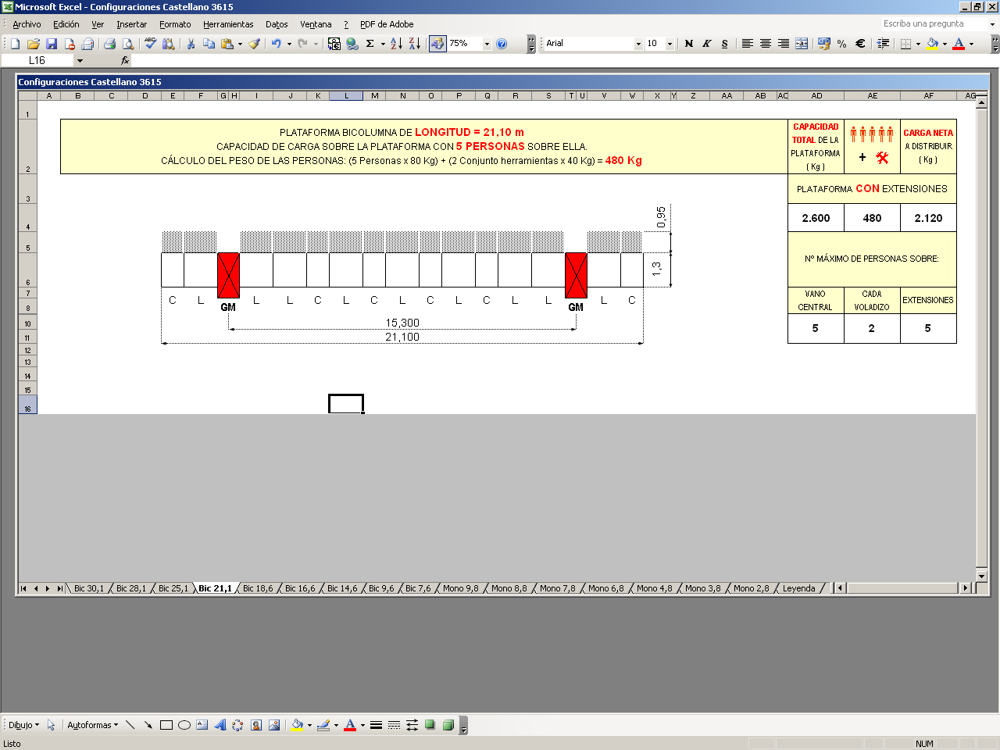 Microsoft Excel - Configuraciones Castellano 3615
Archivo Edición Ver Insertar Formato Herramientas Datos Ventana ? PDF de Adobe
Escriba una pregunta
75%
Arial 10 N K S
L16 fx
Configuraciones Castellano 3615
A B C D E F G H I J K L M N O P Q R S T U V W X Y Z AA AB AC AD AE AF AG
1
2
3
4
5
6
7
8
10
11
12
13
14
15
16
PLATAFORMA BICOLUMNA DE LONGITUD = 21,10 m
CAPACIDAD DE CARGA SOBRE LA PLATAFORMA CON 5 PERSONAS SOBRE ELLA.
CÁLCULO DEL PESO DE LAS PERSONAS: (5 Personas x 80 Kg) + (2 Conjunto herramientas x 40 Kg) = 480 Kg
CAPACIDAD
TOTAL DE LA
PLATAFORMA
( Kg )
+
CARGA NETA
A DISTRIBUIR
( Kg )
PLATAFORMA CON EXTENSIONES
2.600 480 2.120
Nº MÁXIMO DE PERSONAS SOBRE:
VANO
CENTRAL
CADA
VOLADIZO
EXTENSIONES
5 2 5
0,95
1,3
C L GM L L C L C L C L C L L GM L C
15,300
21,100
Bic 30,1 Bic 28,1 Bic 25,1 Bic 21,1 Bic 18,6 Bic 16,6 Bic 14,6 Bic 9,6 Bic 7,6 Mono 9,8 Mono 8,8 Mono 7,8 Mono 6,8 Mono 4,8 Mono 3,8 Mono 2,8 Leyenda
Dibujo Autoformas
Listo
NUM